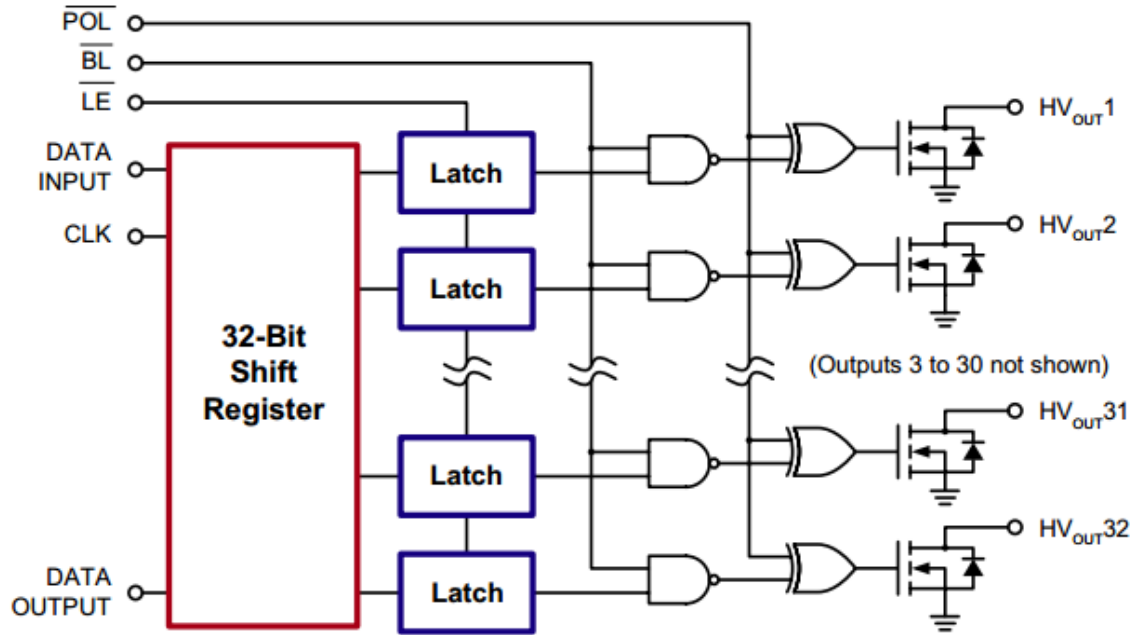 POL
BL
LE
DATA
INPUT
CLK
DATA
OUTPUT
32-Bit
Shift
Register
Latch
Latch
Latch
Latch
HVOUT1
HVOUT2
(Outputs 3 to 30 not shown)
HVOUT31
HVOUT32